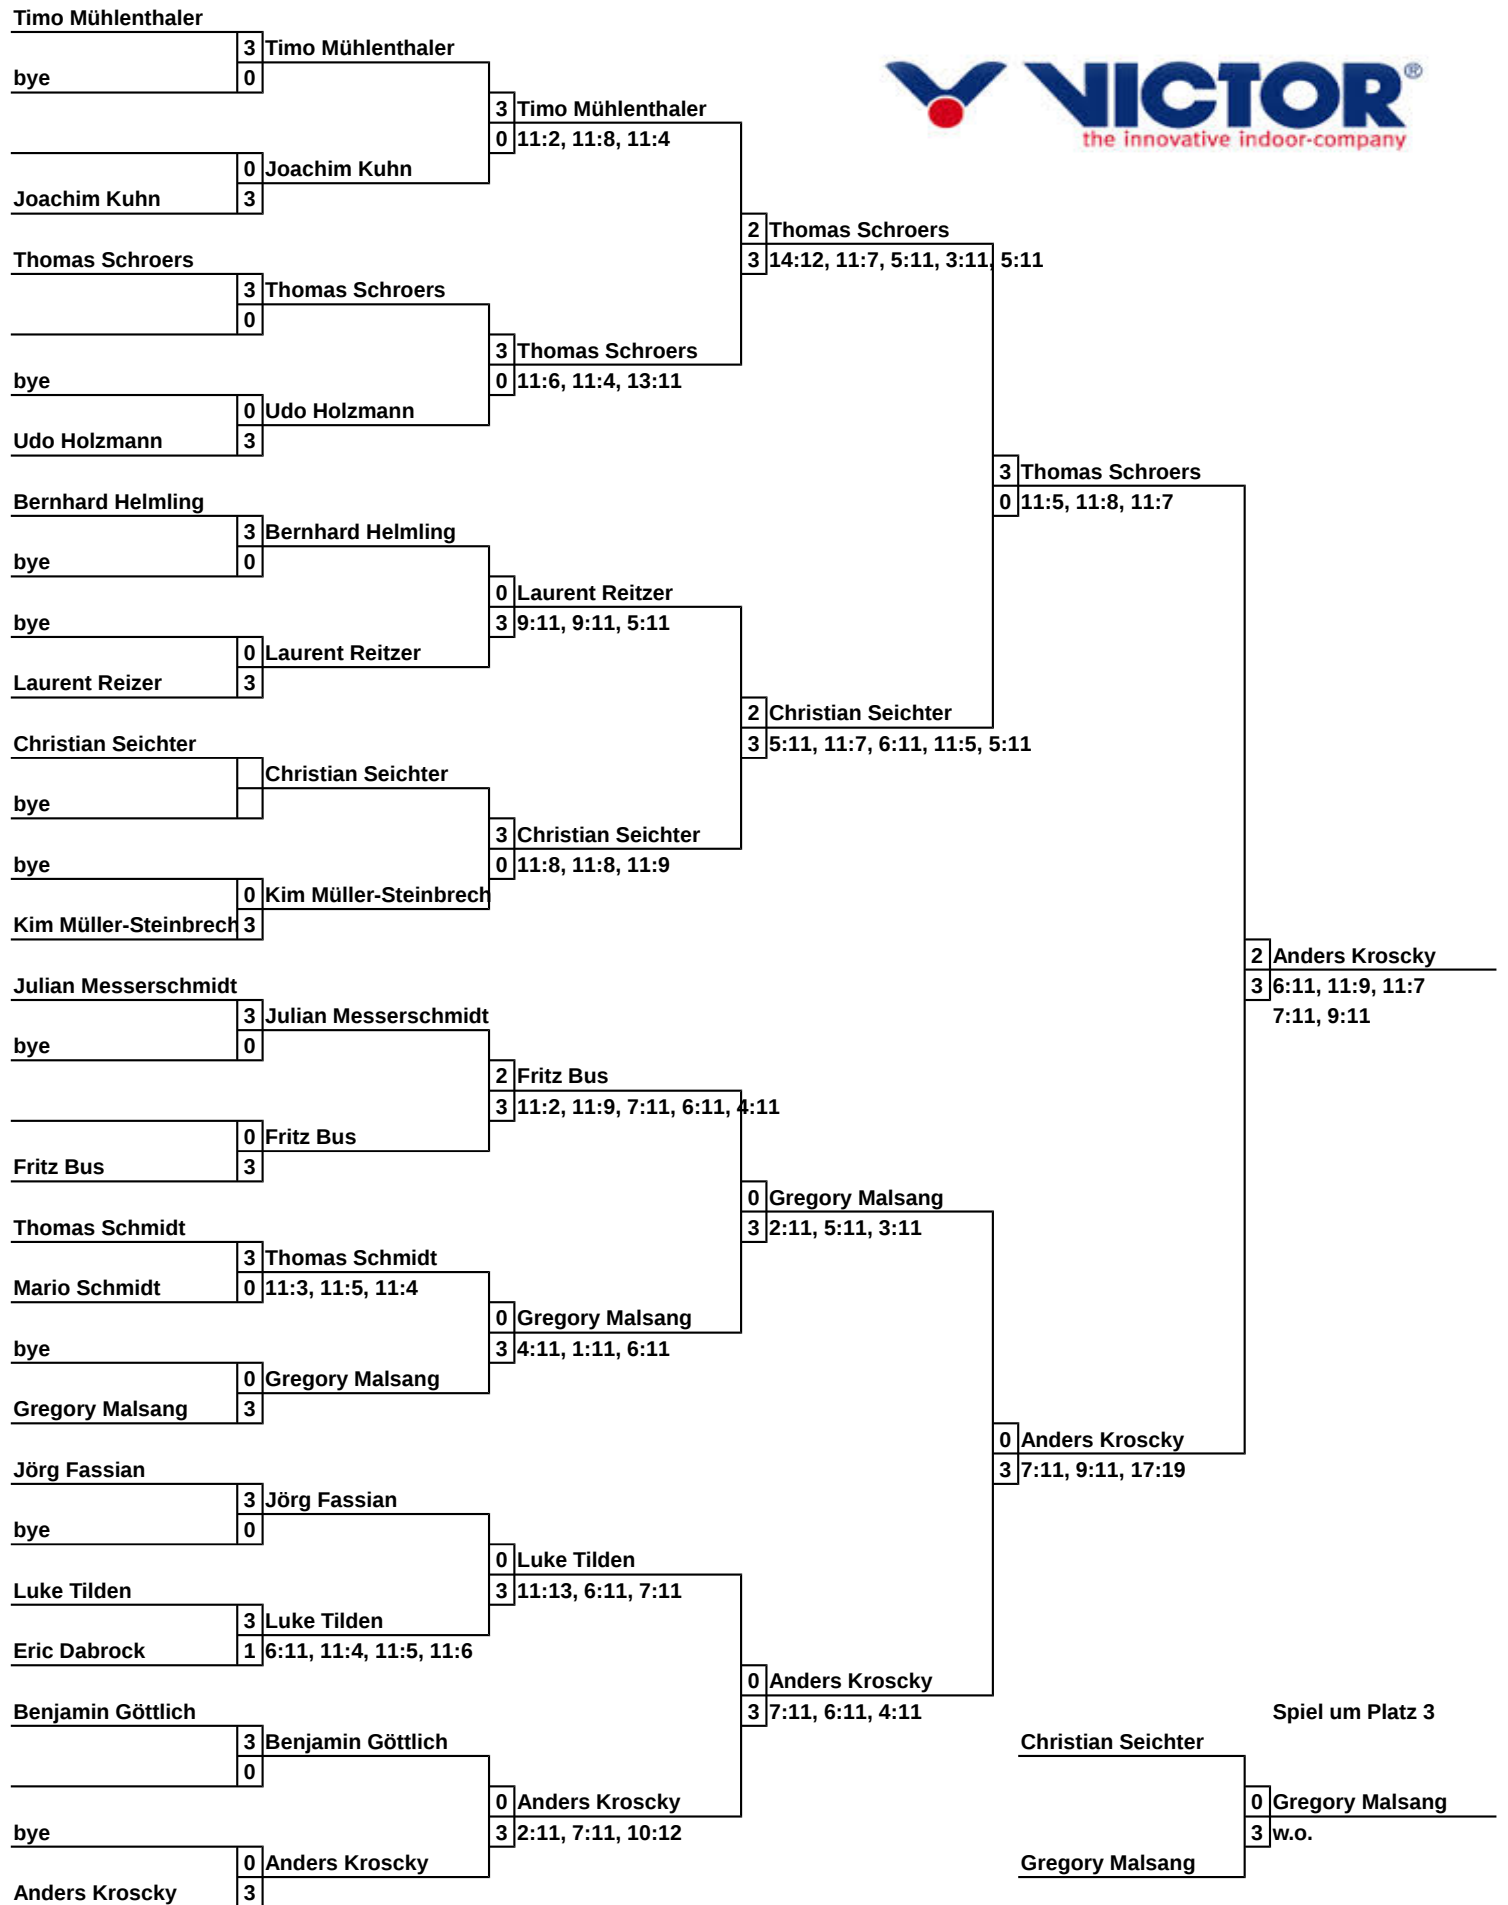 Timo Mühlenthaler
3 Timo Mühlenthaler
bye 0
3 Timo Mühlenthaler
0 11:2, 11:8, 11:4
0 Joachim Kuhn
Joachim Kuhn 3
2 Thomas Schroers
Thomas Schroers 3 14:12, 11:7, 5:11, 3:11, 5:11
3 Thomas Schroers
0
3 Thomas Schroers
bye 0 11:6, 11:4, 13:11
0 Udo Holzmann
Udo Holzmann 3
3 Thomas Schroers
Bernhard Helmling 0 11:5, 11:8, 11:7
3 Bernhard Helmling
bye 0
0 Laurent Reitzer
bye 3 9:11, 9:11, 5:11
0 Laurent Reitzer
Laurent Reizer 3
2 Christian Seichter
Christian Seichter 3 5:11, 11:7, 6:11, 11:5, 5:11
Christian Seichter
bye
3 Christian Seichter
bye 0 11:8, 11:8, 11:9
0 Kim Müller-Steinbrech
Kim Müller-Steinbrech 3
2 Anders Kroscky
Julian Messerschmidt 3 6:11, 11:9, 11:7
3 Julian Messerschmidt 7:11, 9:11
bye 0
2 Fritz Bus
3 11:2, 11:9, 7:11, 6:11, 4:11
0 Fritz Bus
Fritz Bus 3
0 Gregory Malsang
Thomas Schmidt 3 2:11, 5:11, 3:11
3 Thomas Schmidt
Mario Schmidt 0 11:3, 11:5, 11:4
0 Gregory Malsang
bye 3 4:11, 1:11, 6:11
0 Gregory Malsang
Gregory Malsang 3
0 Anders Kroscky
Jörg Fassian 3 7:11, 9:11, 17:19
3 Jörg Fassian
bye 0
0 Luke Tilden
Luke Tilden 3 11:13, 6:11, 7:11
3 Luke Tilden
Eric Dabrock 1 6:11, 11:4, 11:5, 11:6
0 Anders Kroscky
Benjamin Göttlich 3 7:11, 6:11, 4:11 Spiel um Platz 3
3 Benjamin Göttlich Christian Seichter
0
0 Anders Kroscky 0 Gregory Malsang
bye 3 2:11, 7:11, 10:12 3 w.o.
0 Anders Kroscky Gregory Malsang
Anders Kroscky 3
VICTOR®
the innovative indoor-company